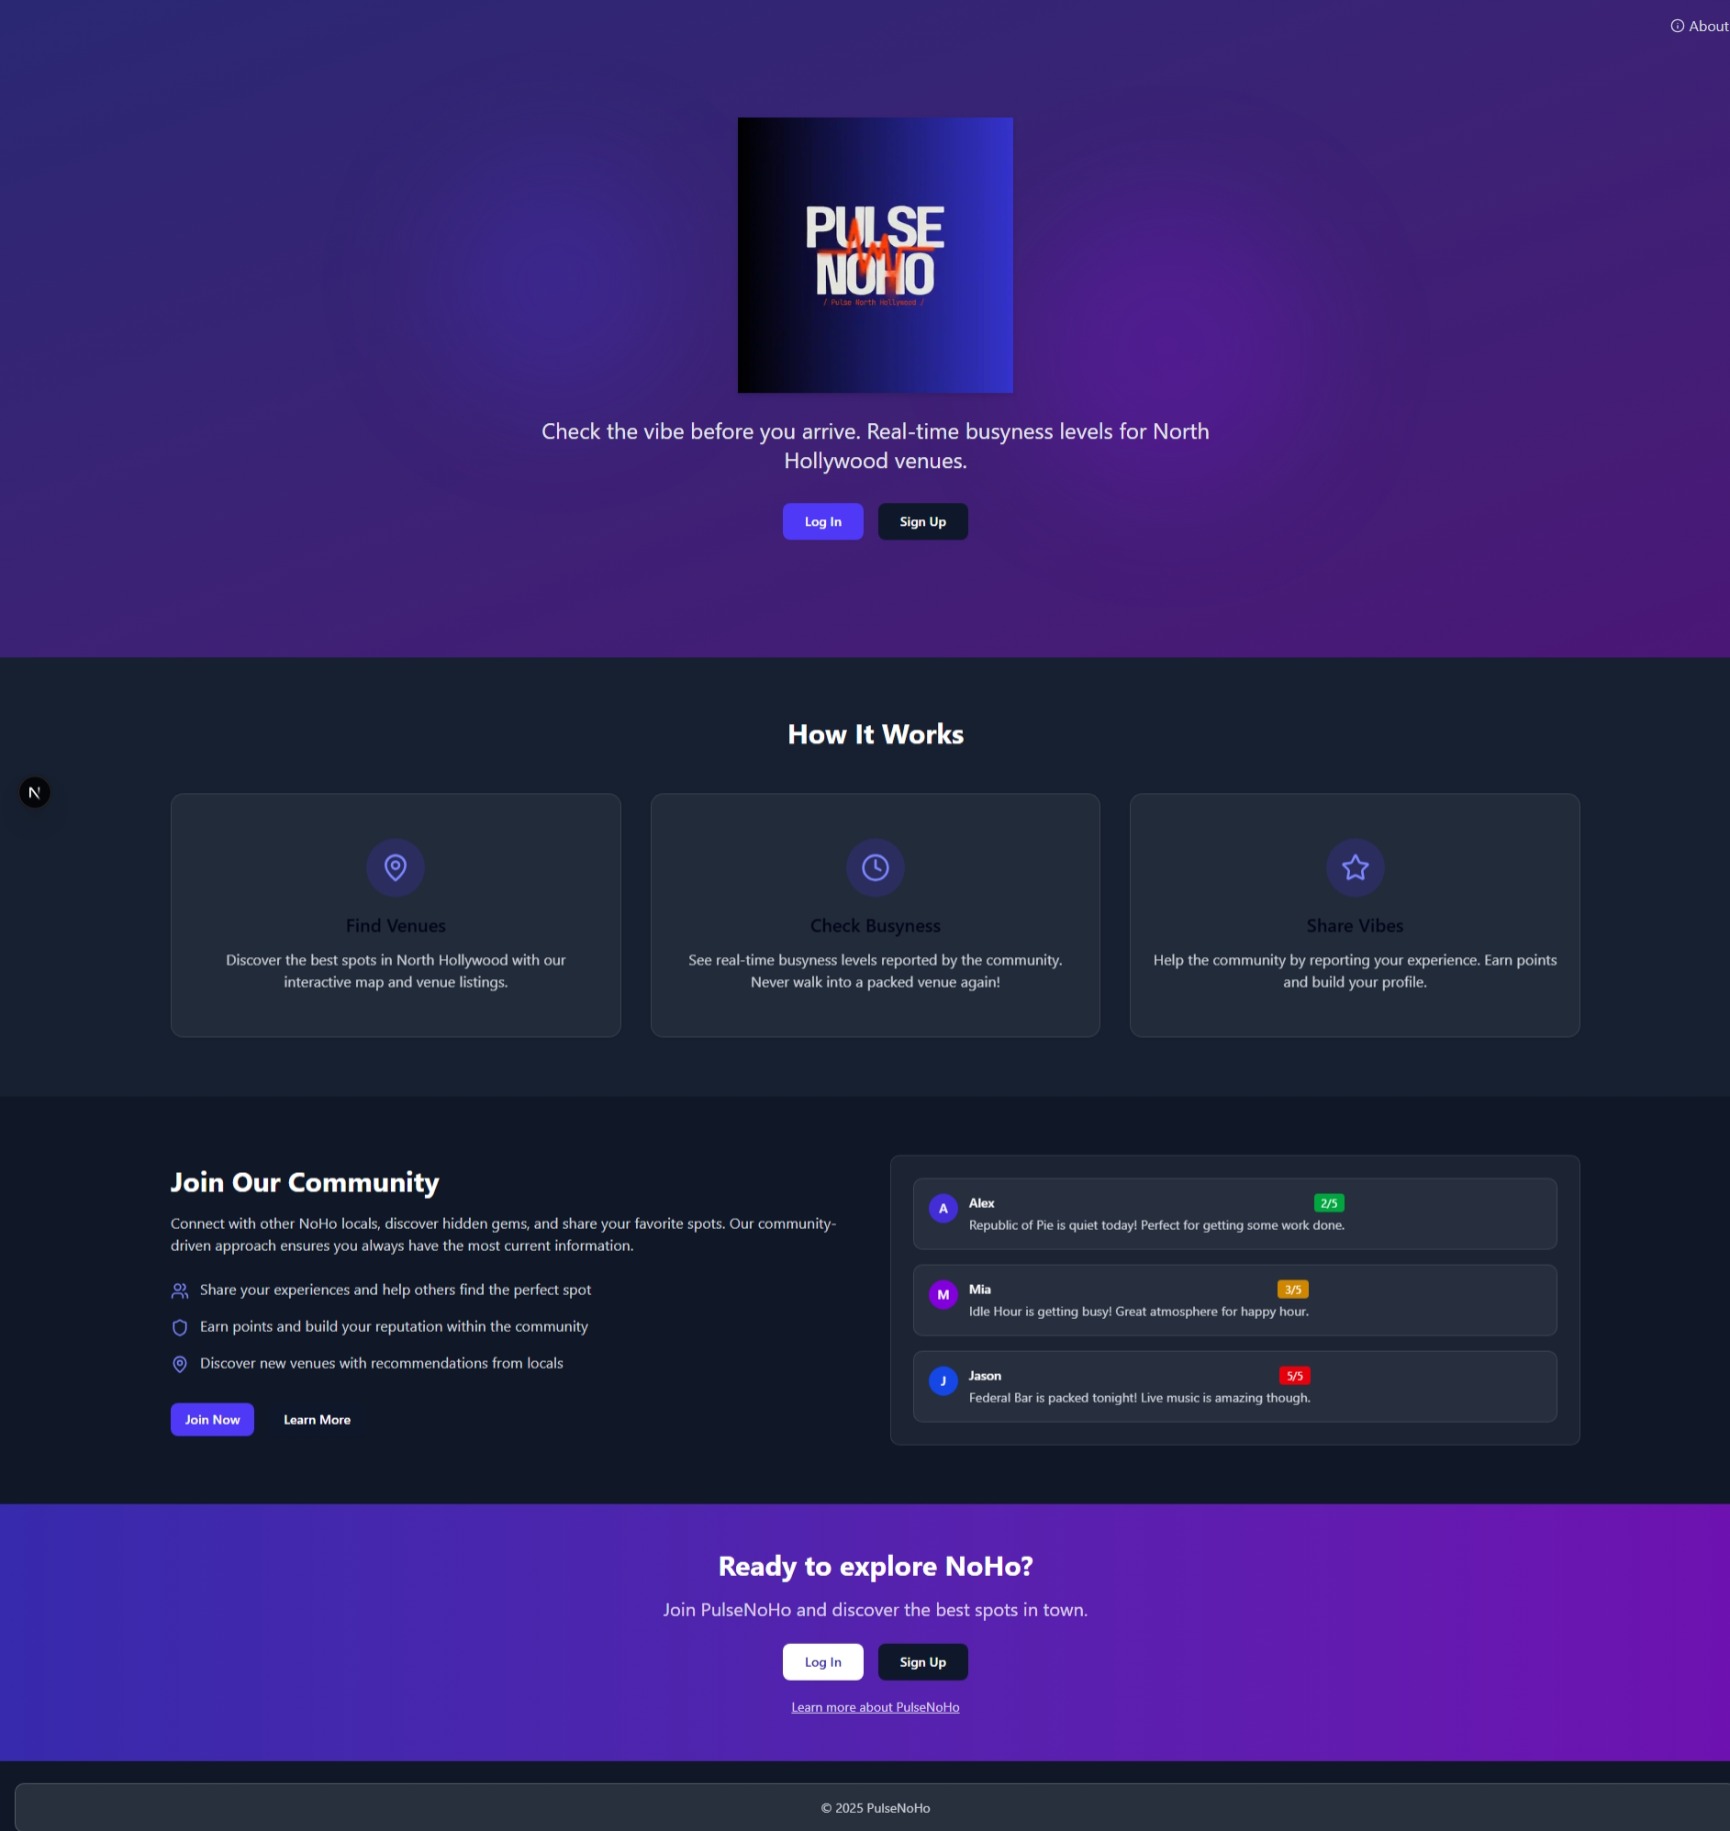 About
PULSE
NOHO
/ Pulse North Hollywood /
Check the vibe before you arrive. Real-time busyness levels for North
Hollywood venues.
Log In
Sign Up
How It Works
N
Find Venues
Discover the best spots in North Hollywood with our
interactive map and venue listings.
Check Busyness
See real-time busyness levels reported by the community.
Never walk into a packed venue again!
Share Vibes
Help the community by reporting your experience. Earn points
and build your profile.
Join Our Community
Connect with other NoHo locals, discover hidden gems, and share your favorite spots. Our community-
driven approach ensures you always have the most current information.
Share your experiences and help others find the perfect spot
Earn points and build your reputation within the community
Discover new venues with recommendations from locals
Join Now
Learn More
A
Alex
2/5
Republic of Pie is quiet today! Perfect for getting some work done.
M
Mia
3/5
Idle Hour is getting busy! Great atmosphere for happy hour.
J
Jason
5/5
Federal Bar is packed tonight! Live music is amazing though.
Ready to explore NoHo?
Join PulseNoHo and discover the best spots in town.
Log In
Sign Up
Learn more about PulseNoHo
© 2025 PulseNoHo